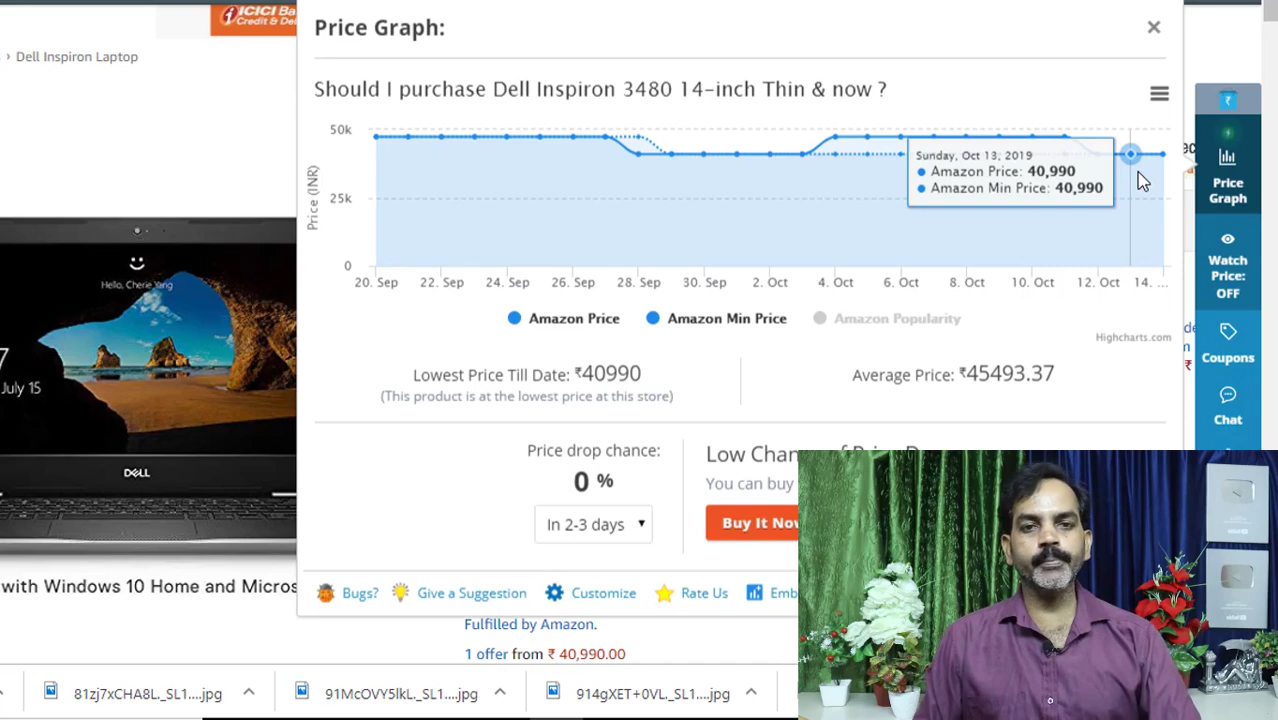 ICICI Ba
Credit & De
› Dell Inspiron Laptop
Price Graph:
×
Should I purchase Dell Inspiron 3480 14-inch Thin & now ?
50k
25k
0
Price (INR)
Sunday, Oct 13, 2019
Amazon Price: 40,990
Amazon Min Price: 40,990
20. Sep 22. Sep 24. Sep 26. Sep 28. Sep 30. Sep 2. Oct 4. Oct 6. Oct 8. Oct 10. Oct 12. Oct 14. ...
Amazon Price Amazon Min Price Amazon Popularity
Highcharts.com
Lowest Price Till Date: ₹40990
(This product is at the lowest price at this store)
Average Price: ₹45493.37
Price drop chance:
0 %
In 2-3 days
You can buy
Buy It Now
Bugs? Give a Suggestion Customize Rate Us Emb
₹
Price
Graph
Watch
Price:
OFF
Coupons
Chat
Hello, Cherie Yang
7
July 15
DELL
with Windows 10 Home and Micros
Fulfilled by Amazon.
1 offer from ₹ 40,990.00
81zj7xCHA8L._SL1....jpg
91McOVY5lkL._SL1....jpg
914gXET+0VL._SL1....jpg